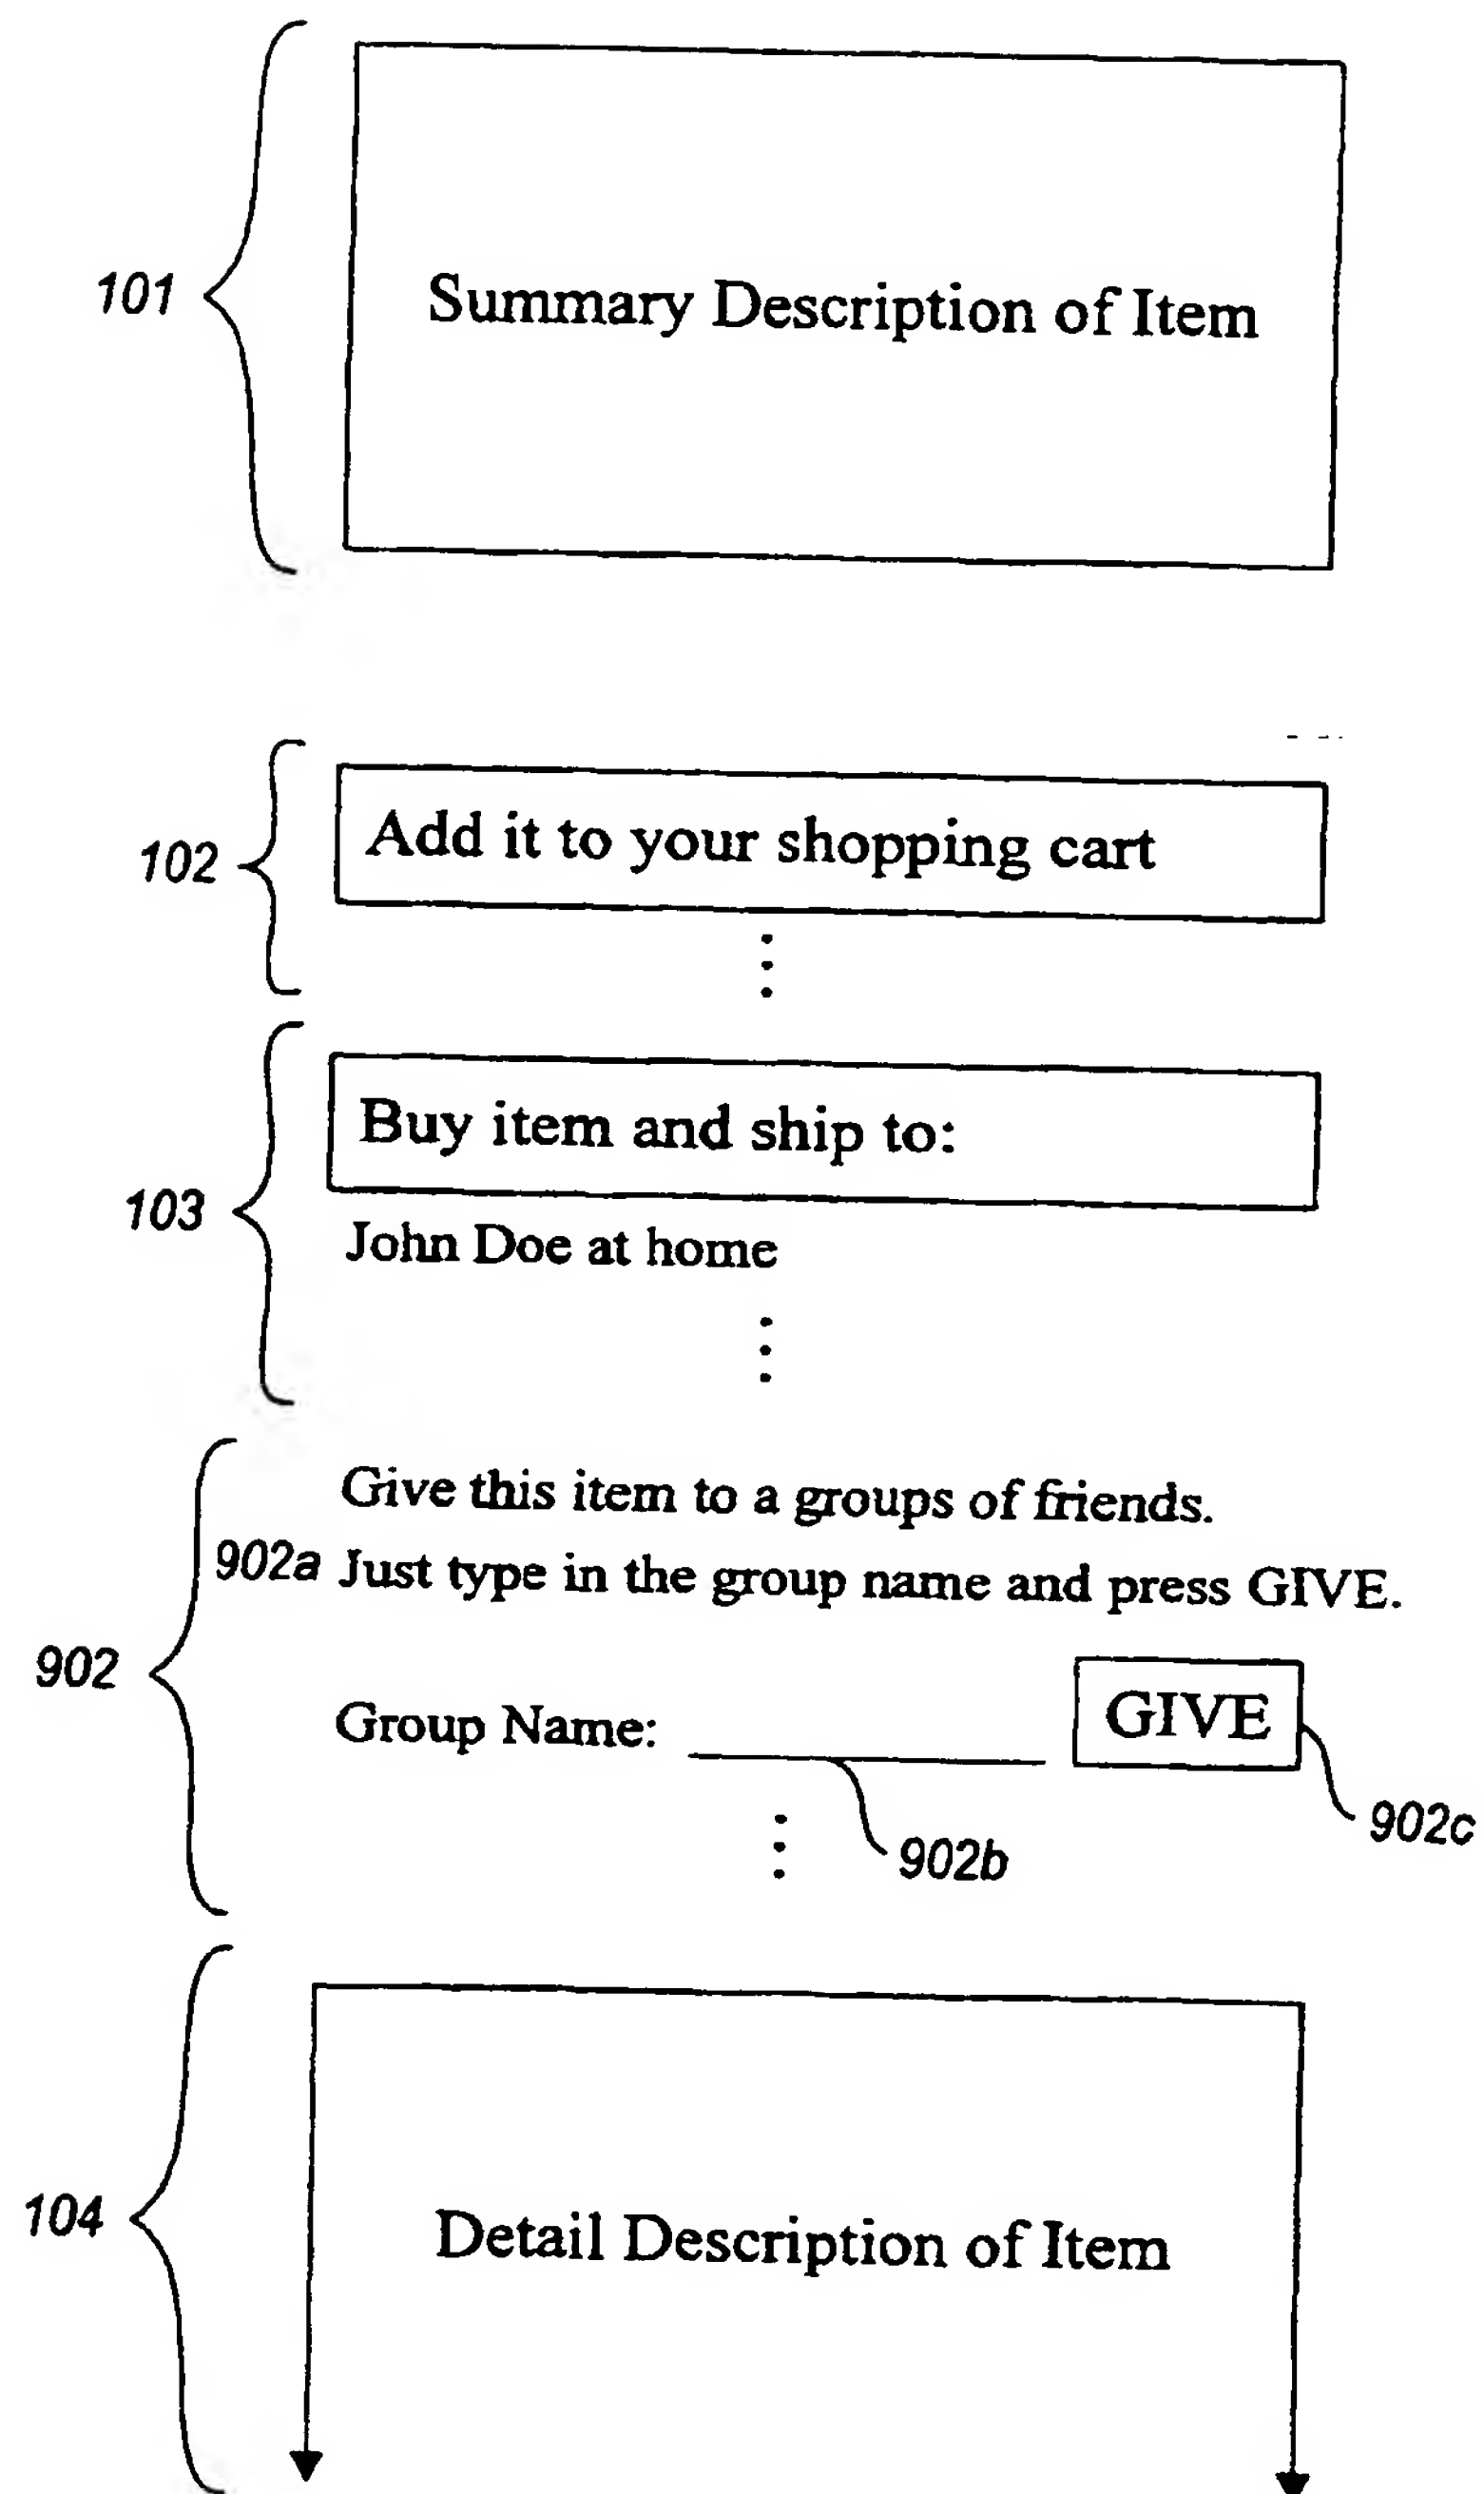 101
Summary Description of Item
102
Add it to your shopping cart
103
Buy item and ship to:
John Doe at home
Give this item to a groups of friends.
902a Just type in the group name and press GIVE.
902
Group Name: GIVE
902b
902c
104
Detail Description of Item